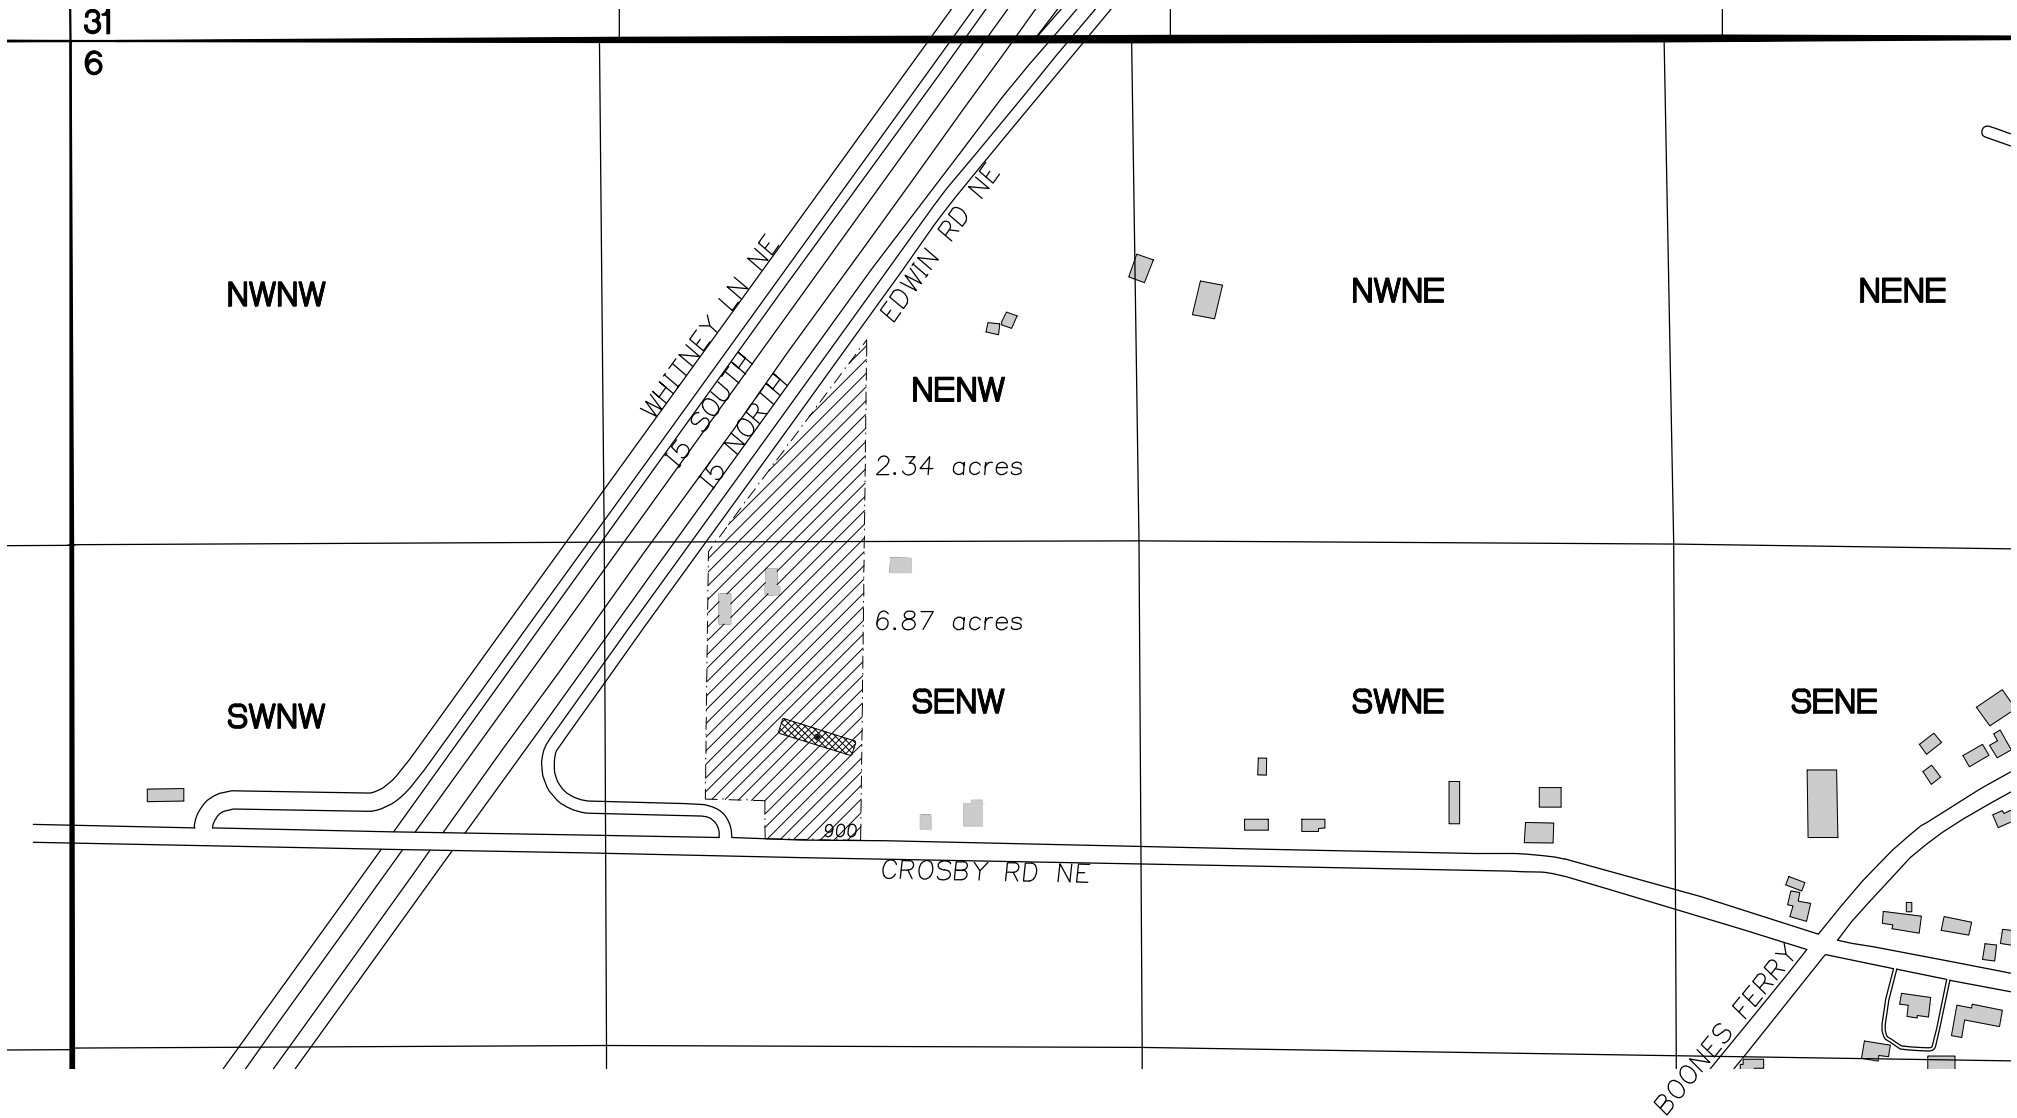 31
6
WHITNEY LN NE
EDWIN RD NE
NWNW
NWNE
NENE
I5 SOUTH
I5 NORTH
NENW
2.34 acres
6.87 acres
SWNW
SENW
SWNE
SENE
900
CROSBY RD NE
BOONES FERRY